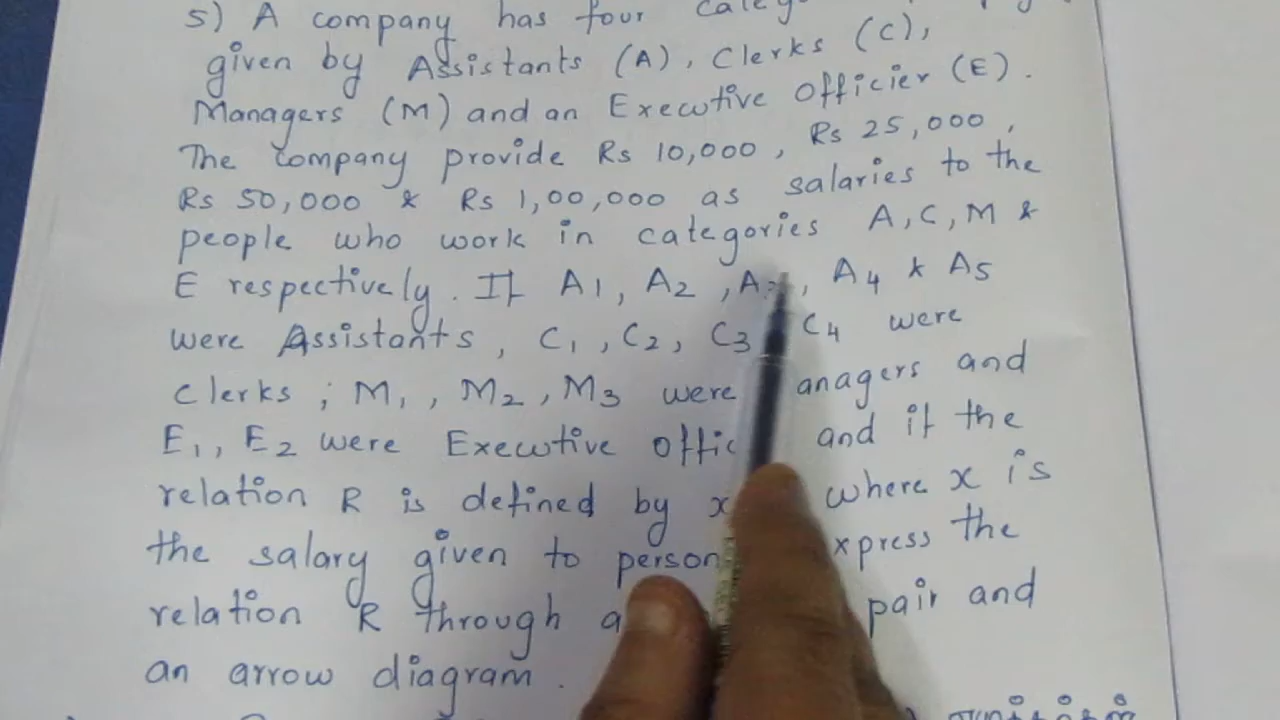 5) A company has four
given by Assistants (A), Clerks (C),
Managers (M) and an Executive Officier (E).
The company provide Rs 10,000, Rs 25,000,
Rs 50,000 & Rs 1,00,000 as salaries to the
people who work in categories A, C, M &
E respectively. If A1, A2, A4 & A5
were Assistants, C1, C2, C3 C4 were
Clerks; M1, M2, M3 were anagers and
E1, E2 were Executive offic and if the
relation R is defined by x where x is
the salary given to person xpress the
relation R through a pair and
an arrow diagram.